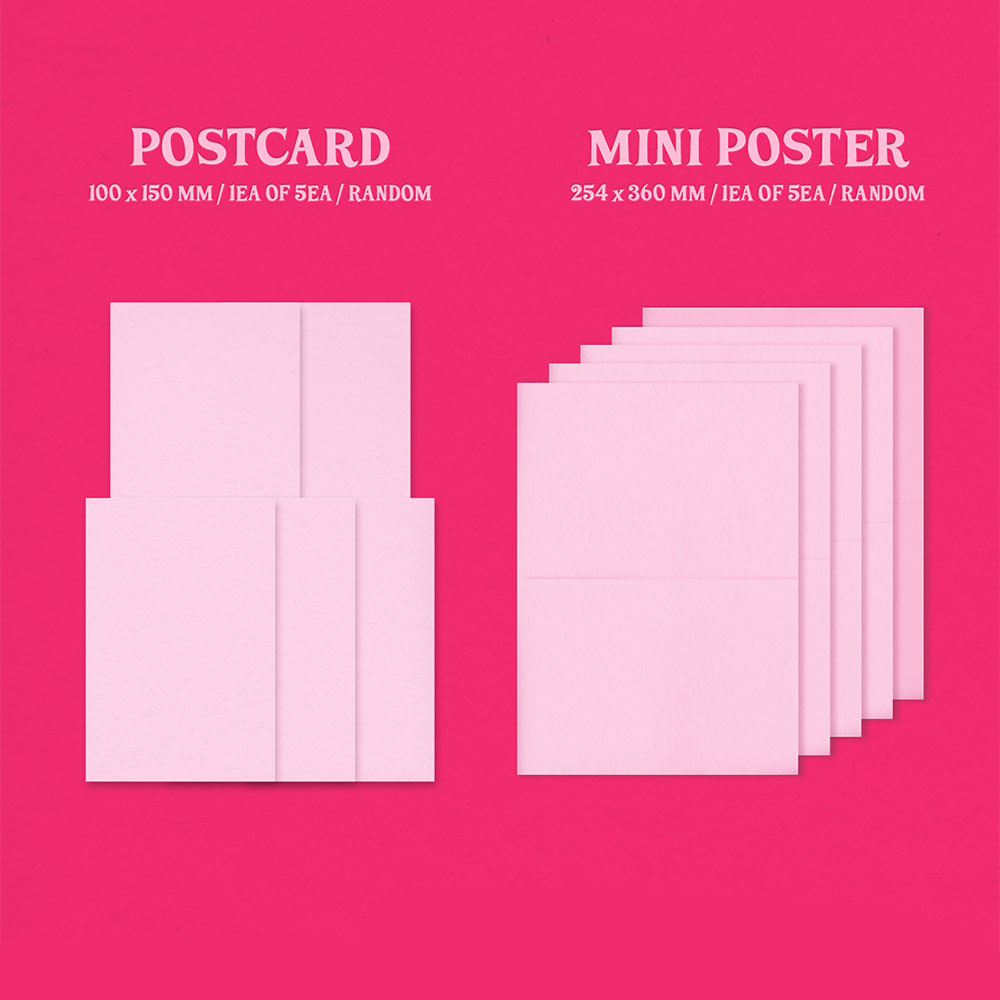 POSTCARD
100 x 150 MM / 1EA OF 5EA / RANDOM
MINI POSTER
254 x 360 MM / 1EA OF 5EA / RANDOM